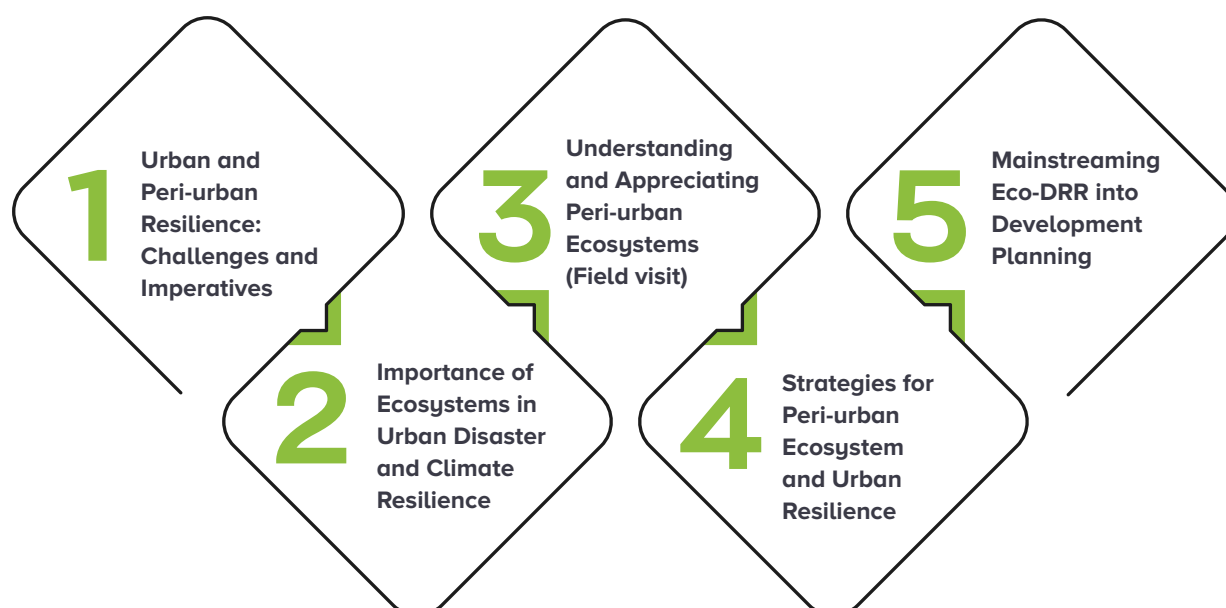 1
Urban and
Peri-urban
Resilience:
Challenges and
Imperatives
2
Importance of
Ecosystems in
Urban Disaster
and Climate
Resilience
3
Understanding
and Appreciating
Peri-urban
Ecosystems
(Field visit)
4
Strategies for
Peri-urban
Ecosystem
and Urban
Resilience
5
Mainstreaming
Eco-DRR into
Development
Planning